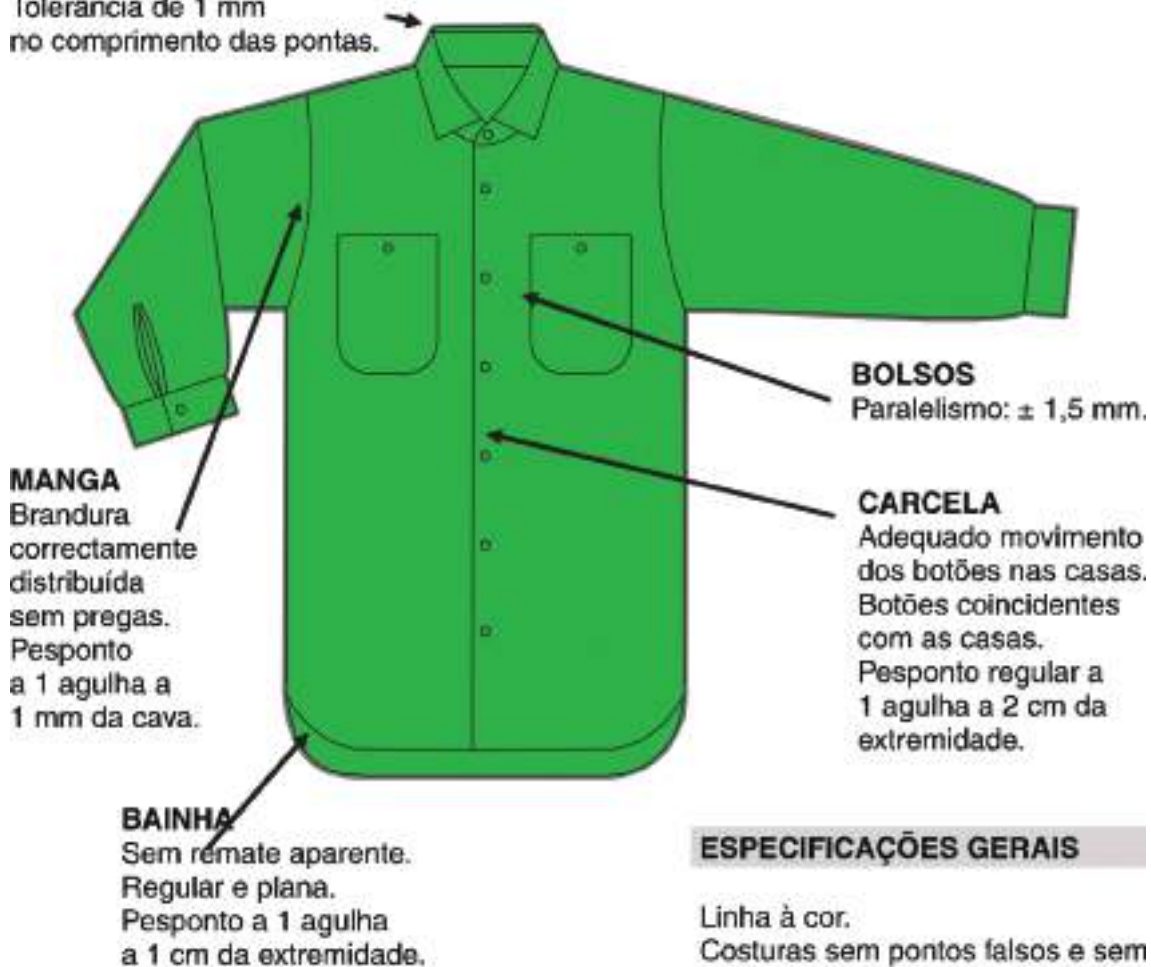 Tolerância de 1 mm
no comprimento das pontas.
BOLSOS
Paralelismo: ± 1,5 mm.
MANGA
Brandura
correctamente
distribuída
sem pregas.
Pesponto
a 1 agulha a
1 mm da cava.
CARCELA
Adequado movimento
dos botões nas casas.
Botões coincidentes
com as casas.
Pesponto regular a
1 agulha a 2 cm da
extremidade.
BAINHA
Sem remate aparente.
Regular e plana.
Pesponto a 1 agulha
a 1 cm da extremidade.
ESPECIFICAÇÕES GERAIS
Linha à cor.
Costuras sem pontos falsos e sem